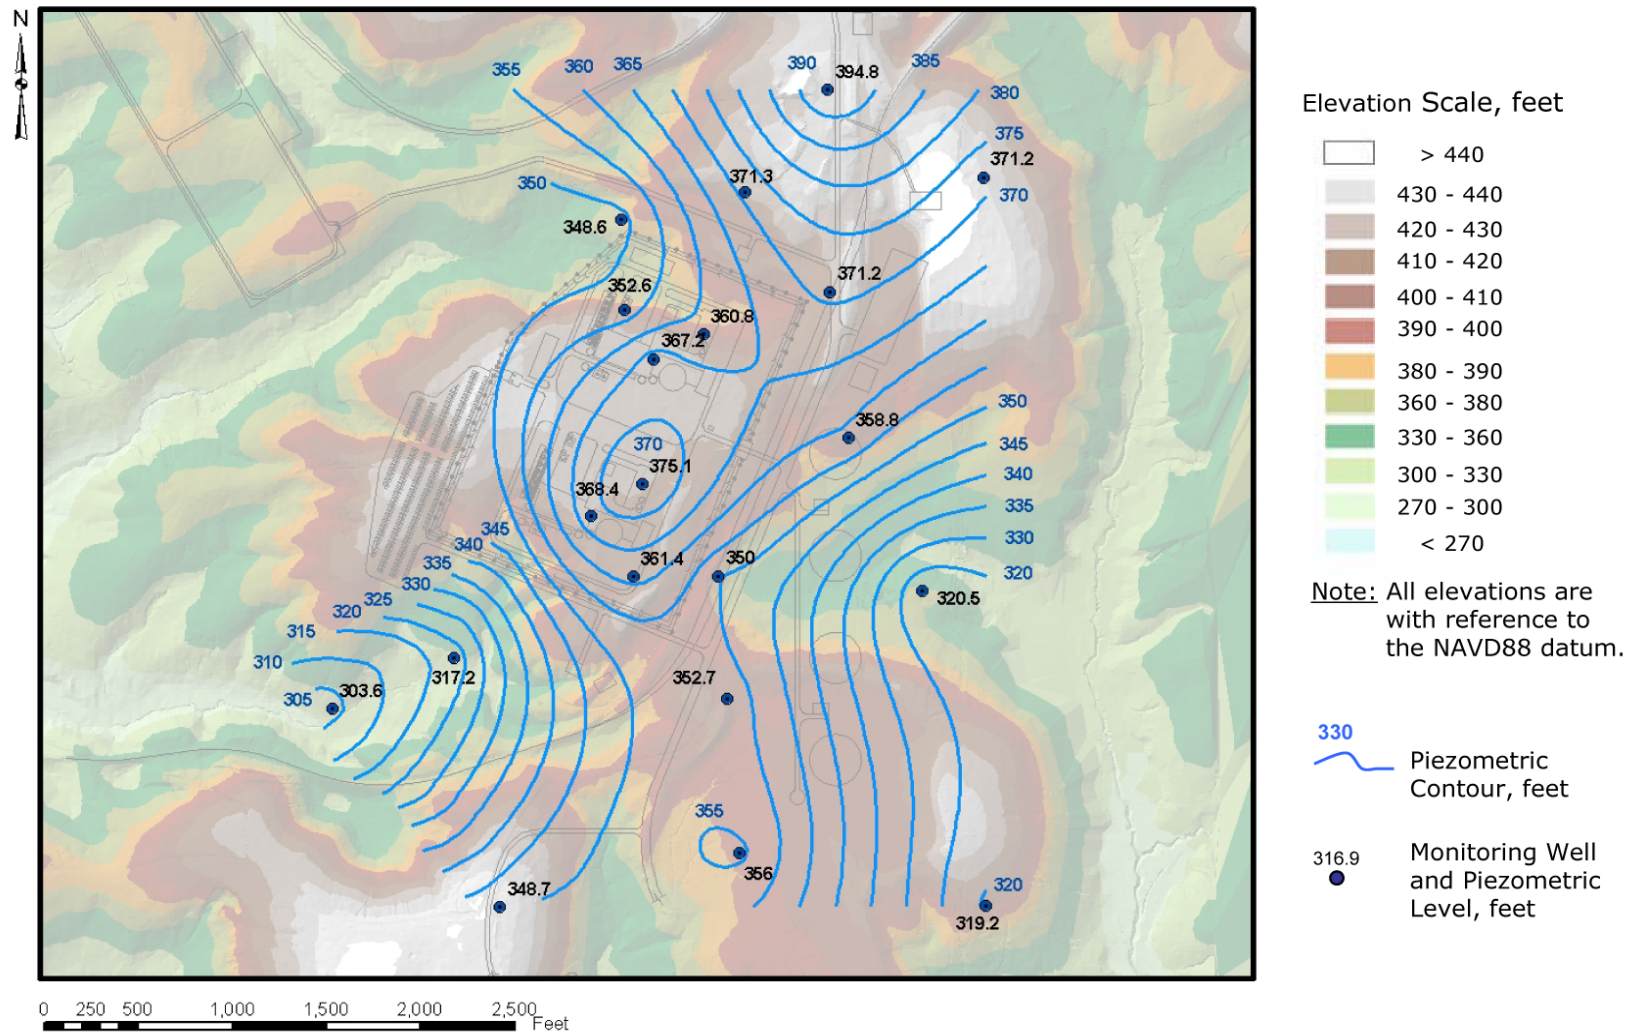 N
355
360
365
390
394.8
385
380
375
371.2
370
350
371.3
348.6
371.2
352.6
360.8
367.2
350
358.8
345
370
375.1
368.4
340
335
345
340
335
330
325
320
315
310
305
361.4
350
330
320
320.5
317.2
303.6
352.7
355
356
348.7
320
319.2
0 250 500 1,000 1,500 2,000 2,500
Feet
Elevation Scale, feet
> 440
430 - 440
420 - 430
410 - 420
400 - 410
390 - 400
380 - 390
360 - 380
330 - 360
300 - 330
270 - 300
< 270
Note: All elevations are
with reference to
the NAVD88 datum.
330
Piezometric
Contour, feet
316.9
Monitoring Well
and Piezometric
Level, feet